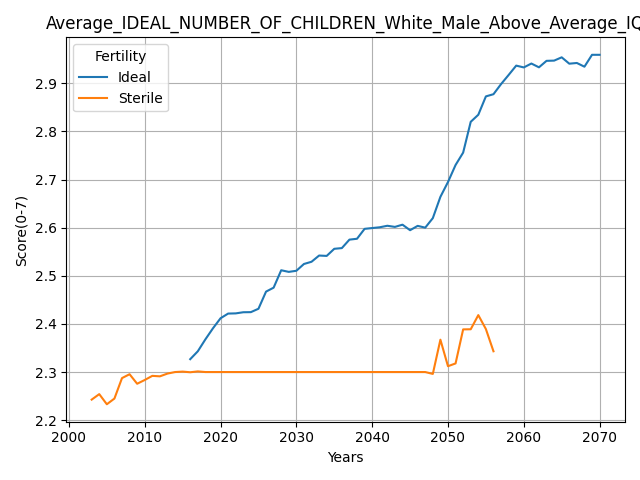 Average_IDEAL_NUMBER_OF_CHILDREN_White_Male_Above_Average_IQ
Fertility
Ideal
Sterile
Score(0-7)
2.9
2.8
2.7
2.6
2.5
2.4
2.3
2.2
2000 2010 2020 2030 2040 2050 2060 2070
Years